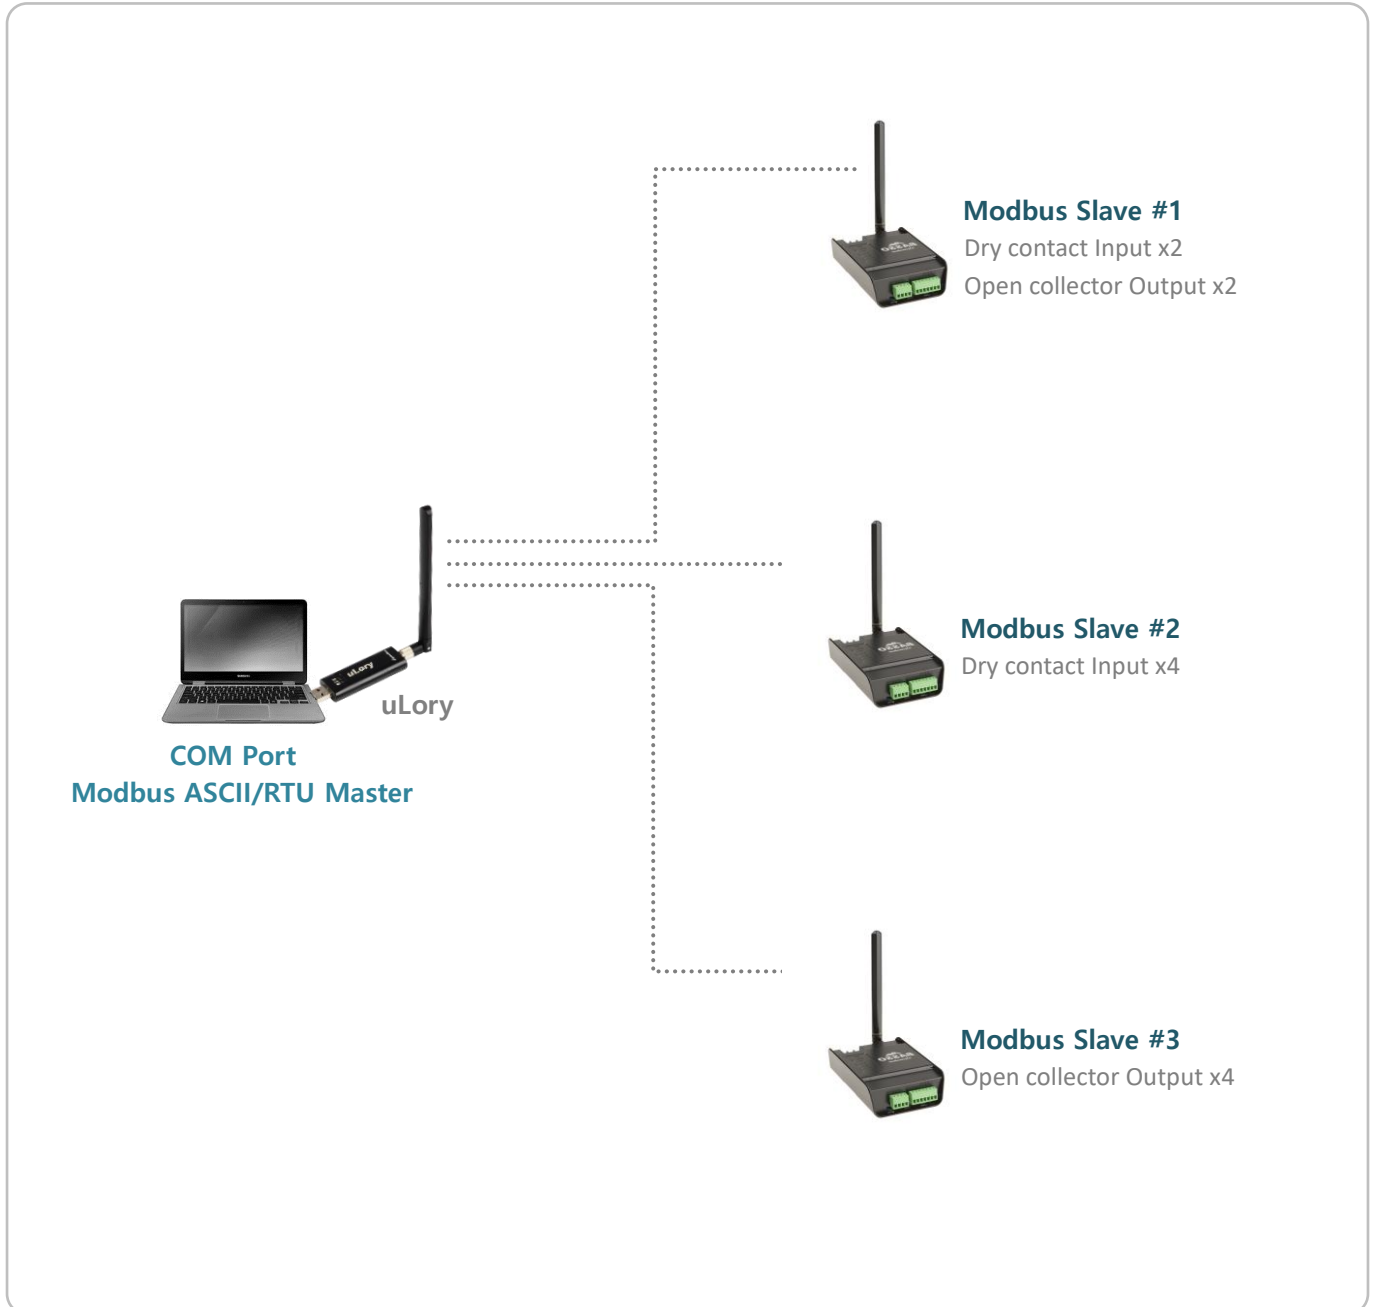 Modbus Slave #1
Dry contact Input x2
Open collector Output x2
uLory
uLory
COM Port
Modbus ASCII/RTU Master
Modbus Slave #2
Dry contact Input x4
Modbus Slave #3
Open collector Output x4